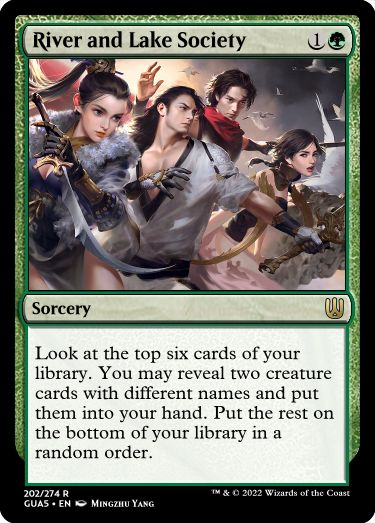 River and Lake Society 1
Sorcery
Look at the top six cards of your
library. You may reveal two creature
cards with different names and put
them into your hand. Put the rest on
the bottom of your library in a
random order.
202/274 R
GUA5 • EN Mingzhu Yang
™ & © 2022 Wizards of the Coast